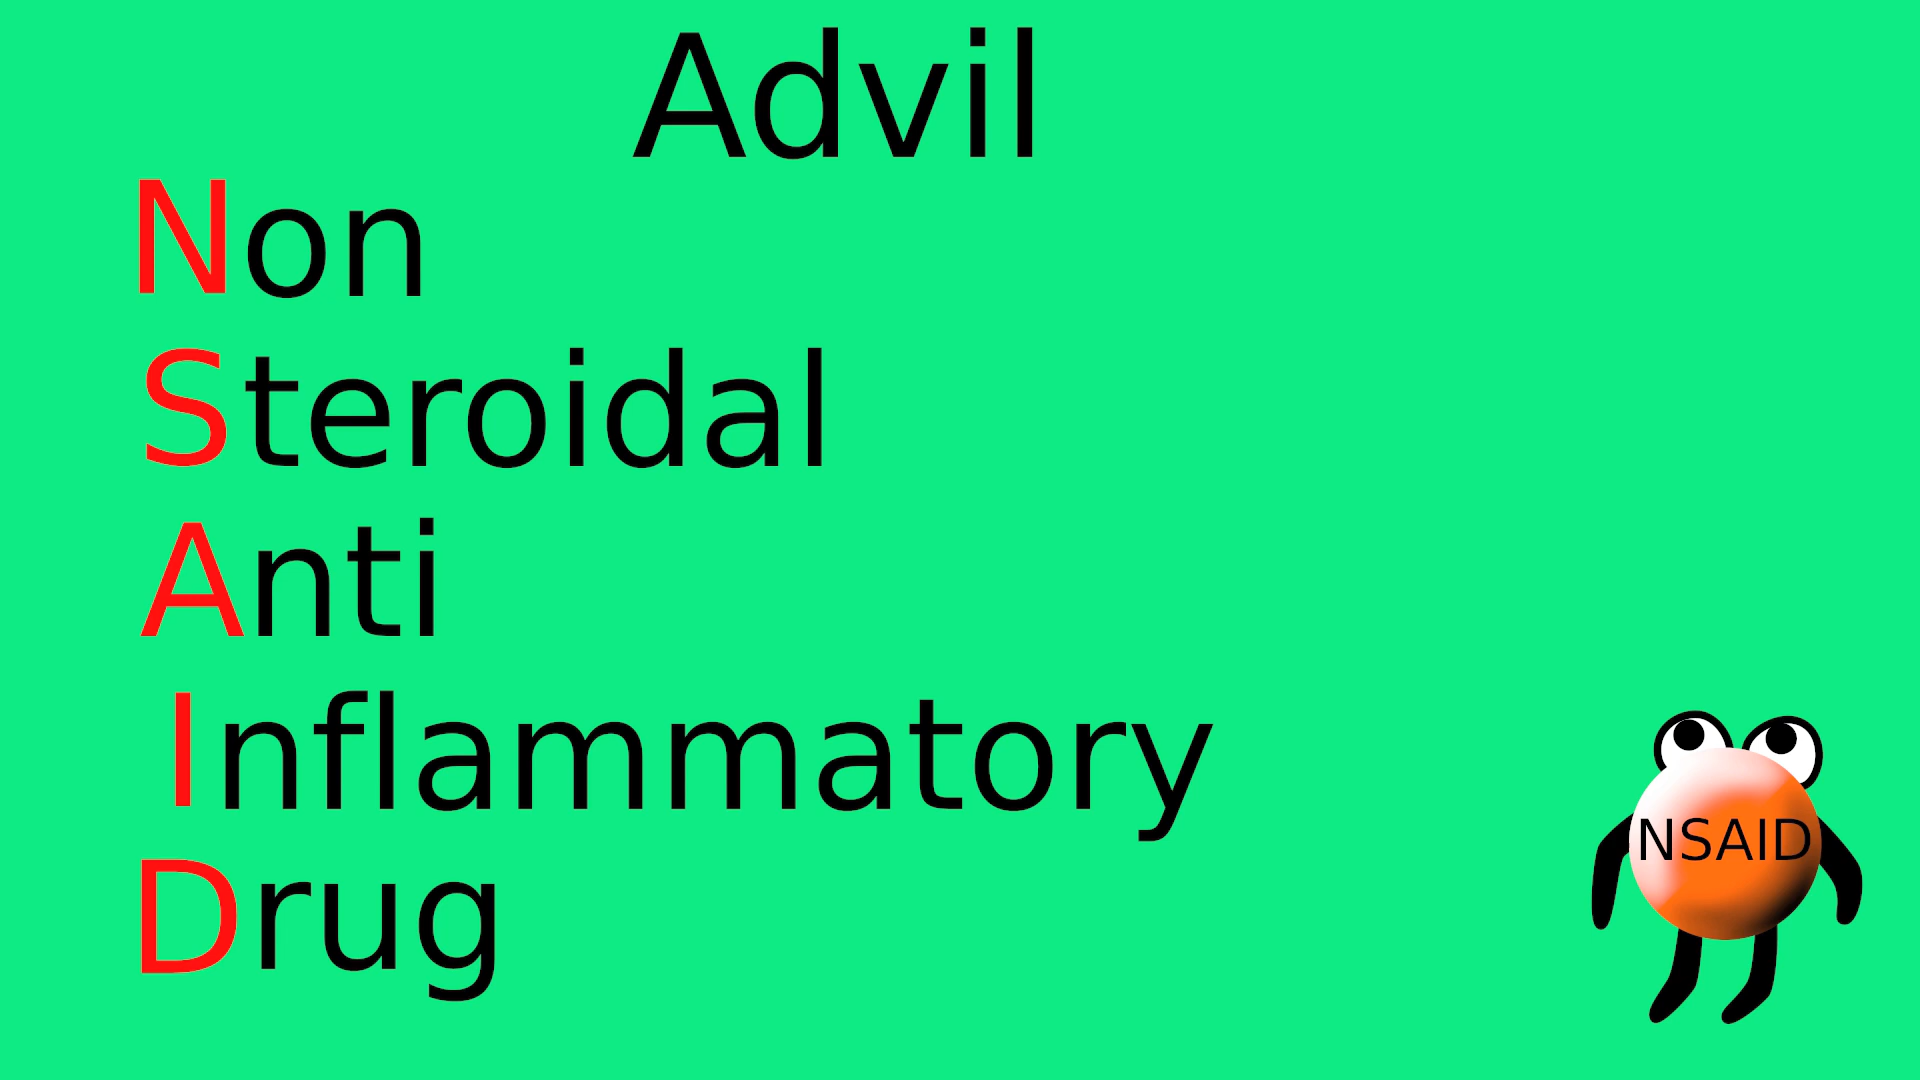 Advil
Non
Steroidal
Anti
Inflammatory
Drug
NSAID